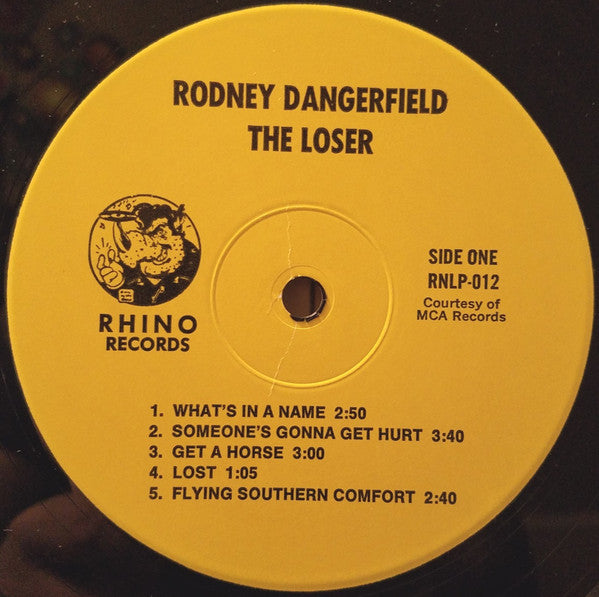 RODNEY DANGERFIELD
THE LOSER
SIDE ONE
RNLP-012
Courtesy of
MCA Records
RHINO
RECORDS
1. WHAT'S IN A NAME 2:50
2. SOMEONE'S GONNA GET HURT 3:40
3. GET A HORSE 3:00
4. LOST 1:05
5. FLYING SOUTHERN COMFORT 2:40